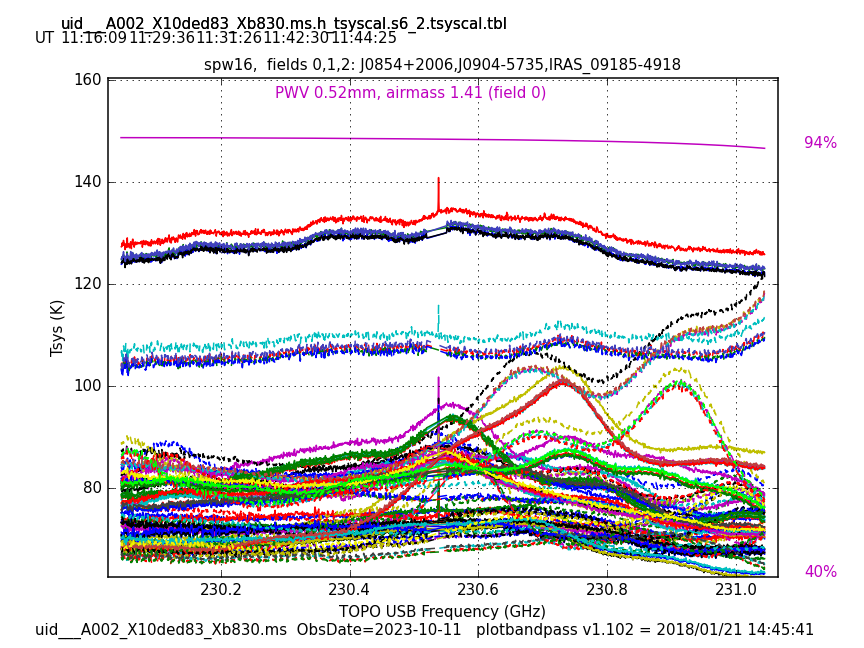 uid___A002_X10ded83_Xb830.ms.h_tsyscal.s6_2.tsyscal.tbl
UT 11:16:09 11:29:36 11:31:26 11:42:30 11:44:25
spw16,  fields 0,1,2: J0854+2006,J0904-5735,IRAS_09185-4918
PWV 0.52mm, airmass 1.41 (field 0)
160
140
120
100
80
Tsys (K)
94%
40%
230.2 230.4 230.6 230.8 231.0
TOPO USB Frequency (GHz)
uid___A002_X10ded83_Xb830.ms  ObsDate=2023-10-11   plotbandpass v1.102 = 2018/01/21 14:45:41